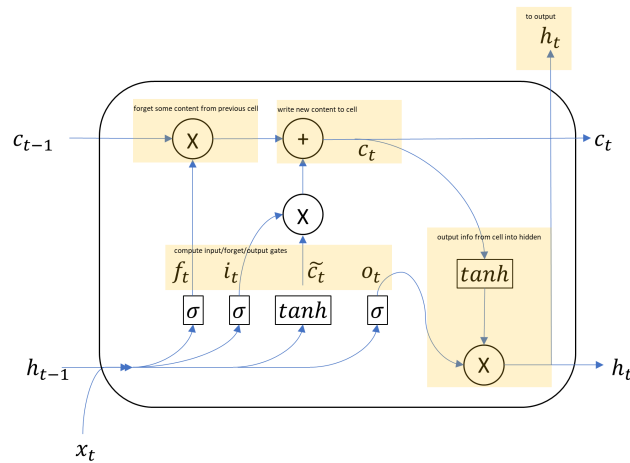 to output
h_t
forget some content from previous cell
write new content to cell
c_{t−1}
X
+
c_t
c_t
X
output info from cell into hidden
compute input/forget/output gates
f_t
i_t
c̃_t
o_t
tanh
σ
σ
tanh
σ
h_{t−1}
X
h_t
x_t